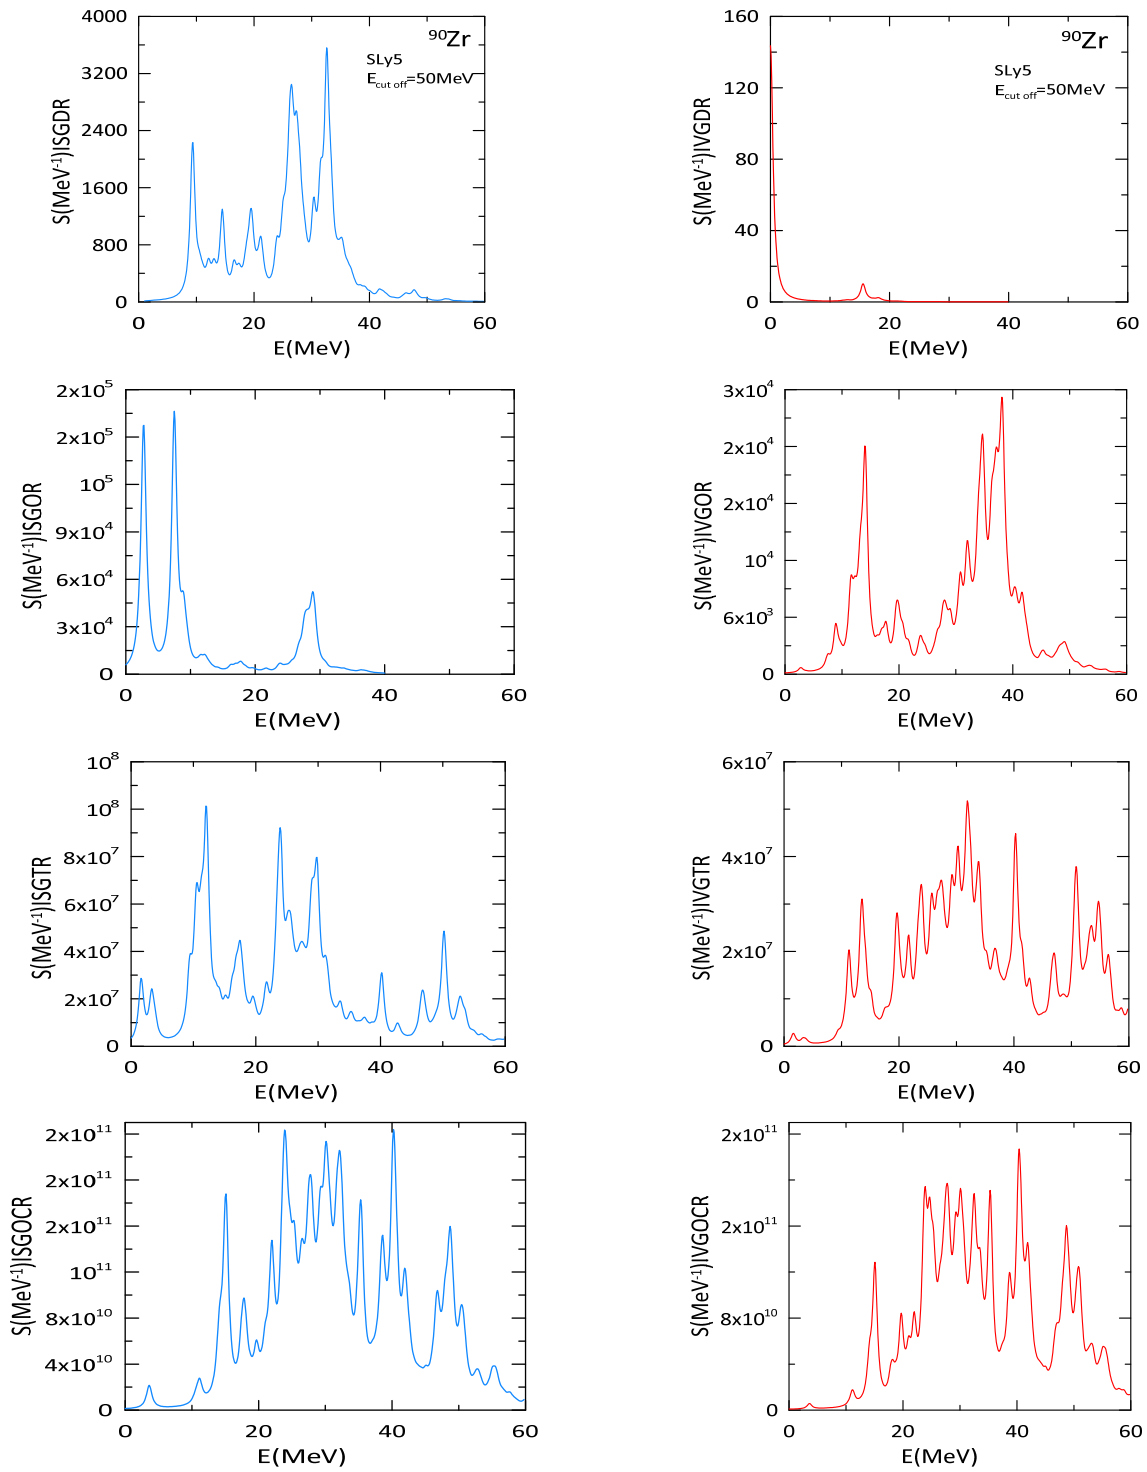 4000
3200
2400
1600
800
0
S(MeV⁻¹)ISGDR
⁹⁰Zr
SLy5
E_cut off=50MeV
0 20 40 60
E(MeV)
160
120
80
40
0
S(MeV⁻¹)IVGDR
⁹⁰Zr
SLy5
E_cut off=50MeV
0 20 40 60
E(MeV)
2x10⁵
2x10⁵
10⁵
9x10⁴
6x10⁴
3x10⁴
0
S(MeV⁻¹)ISGOR
0 20 40 60
E(MeV)
3x10⁴
2x10⁴
2x10⁴
10⁴
6x10³
0
S(MeV⁻¹)IVGOR
0 20 40 60
E(MeV)
10⁸
10⁸
8x10⁷
6x10⁷
4x10⁷
2x10⁷
0
S(MeV⁻¹)ISGTR
0 20 40 60
E(MeV)
6x10⁷
4x10⁷
2x10⁷
0
S(MeV⁻¹)IVGTR
0 20 40 60
E(MeV)
2x10¹¹
2x10¹¹
2x10¹¹
10¹¹
8x10¹⁰
4x10¹⁰
0
S(MeV⁻¹)ISGOCR
0 20 40 60
E(MeV)
2x10¹¹
2x10¹¹
8x10¹⁰
0
S(MeV⁻¹)IVGOCR
0 20 40 60
E(MeV)